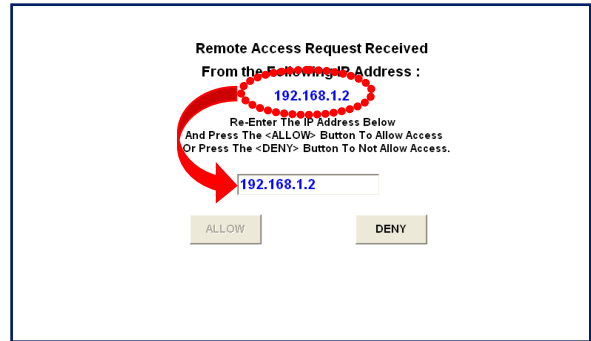 Remote Access Request Received
From the Following IP Address :
192.168.1.2
Re-Enter The IP Address Below
And Press The <ALLOW> Button To Allow Access
Or Press The <DENY> Button To Not Allow Access.
192.168.1.2
ALLOW DENY